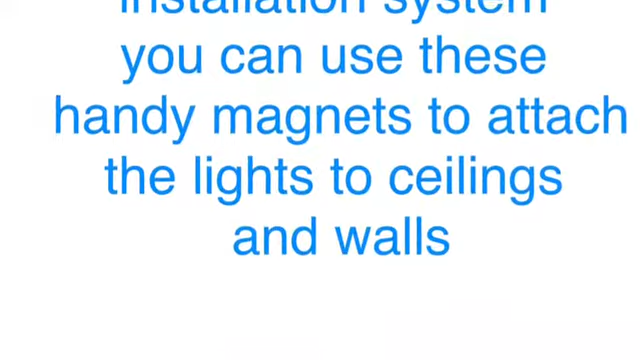 installation system
you can use these
handy magnets to attach
the lights to ceilings
and walls